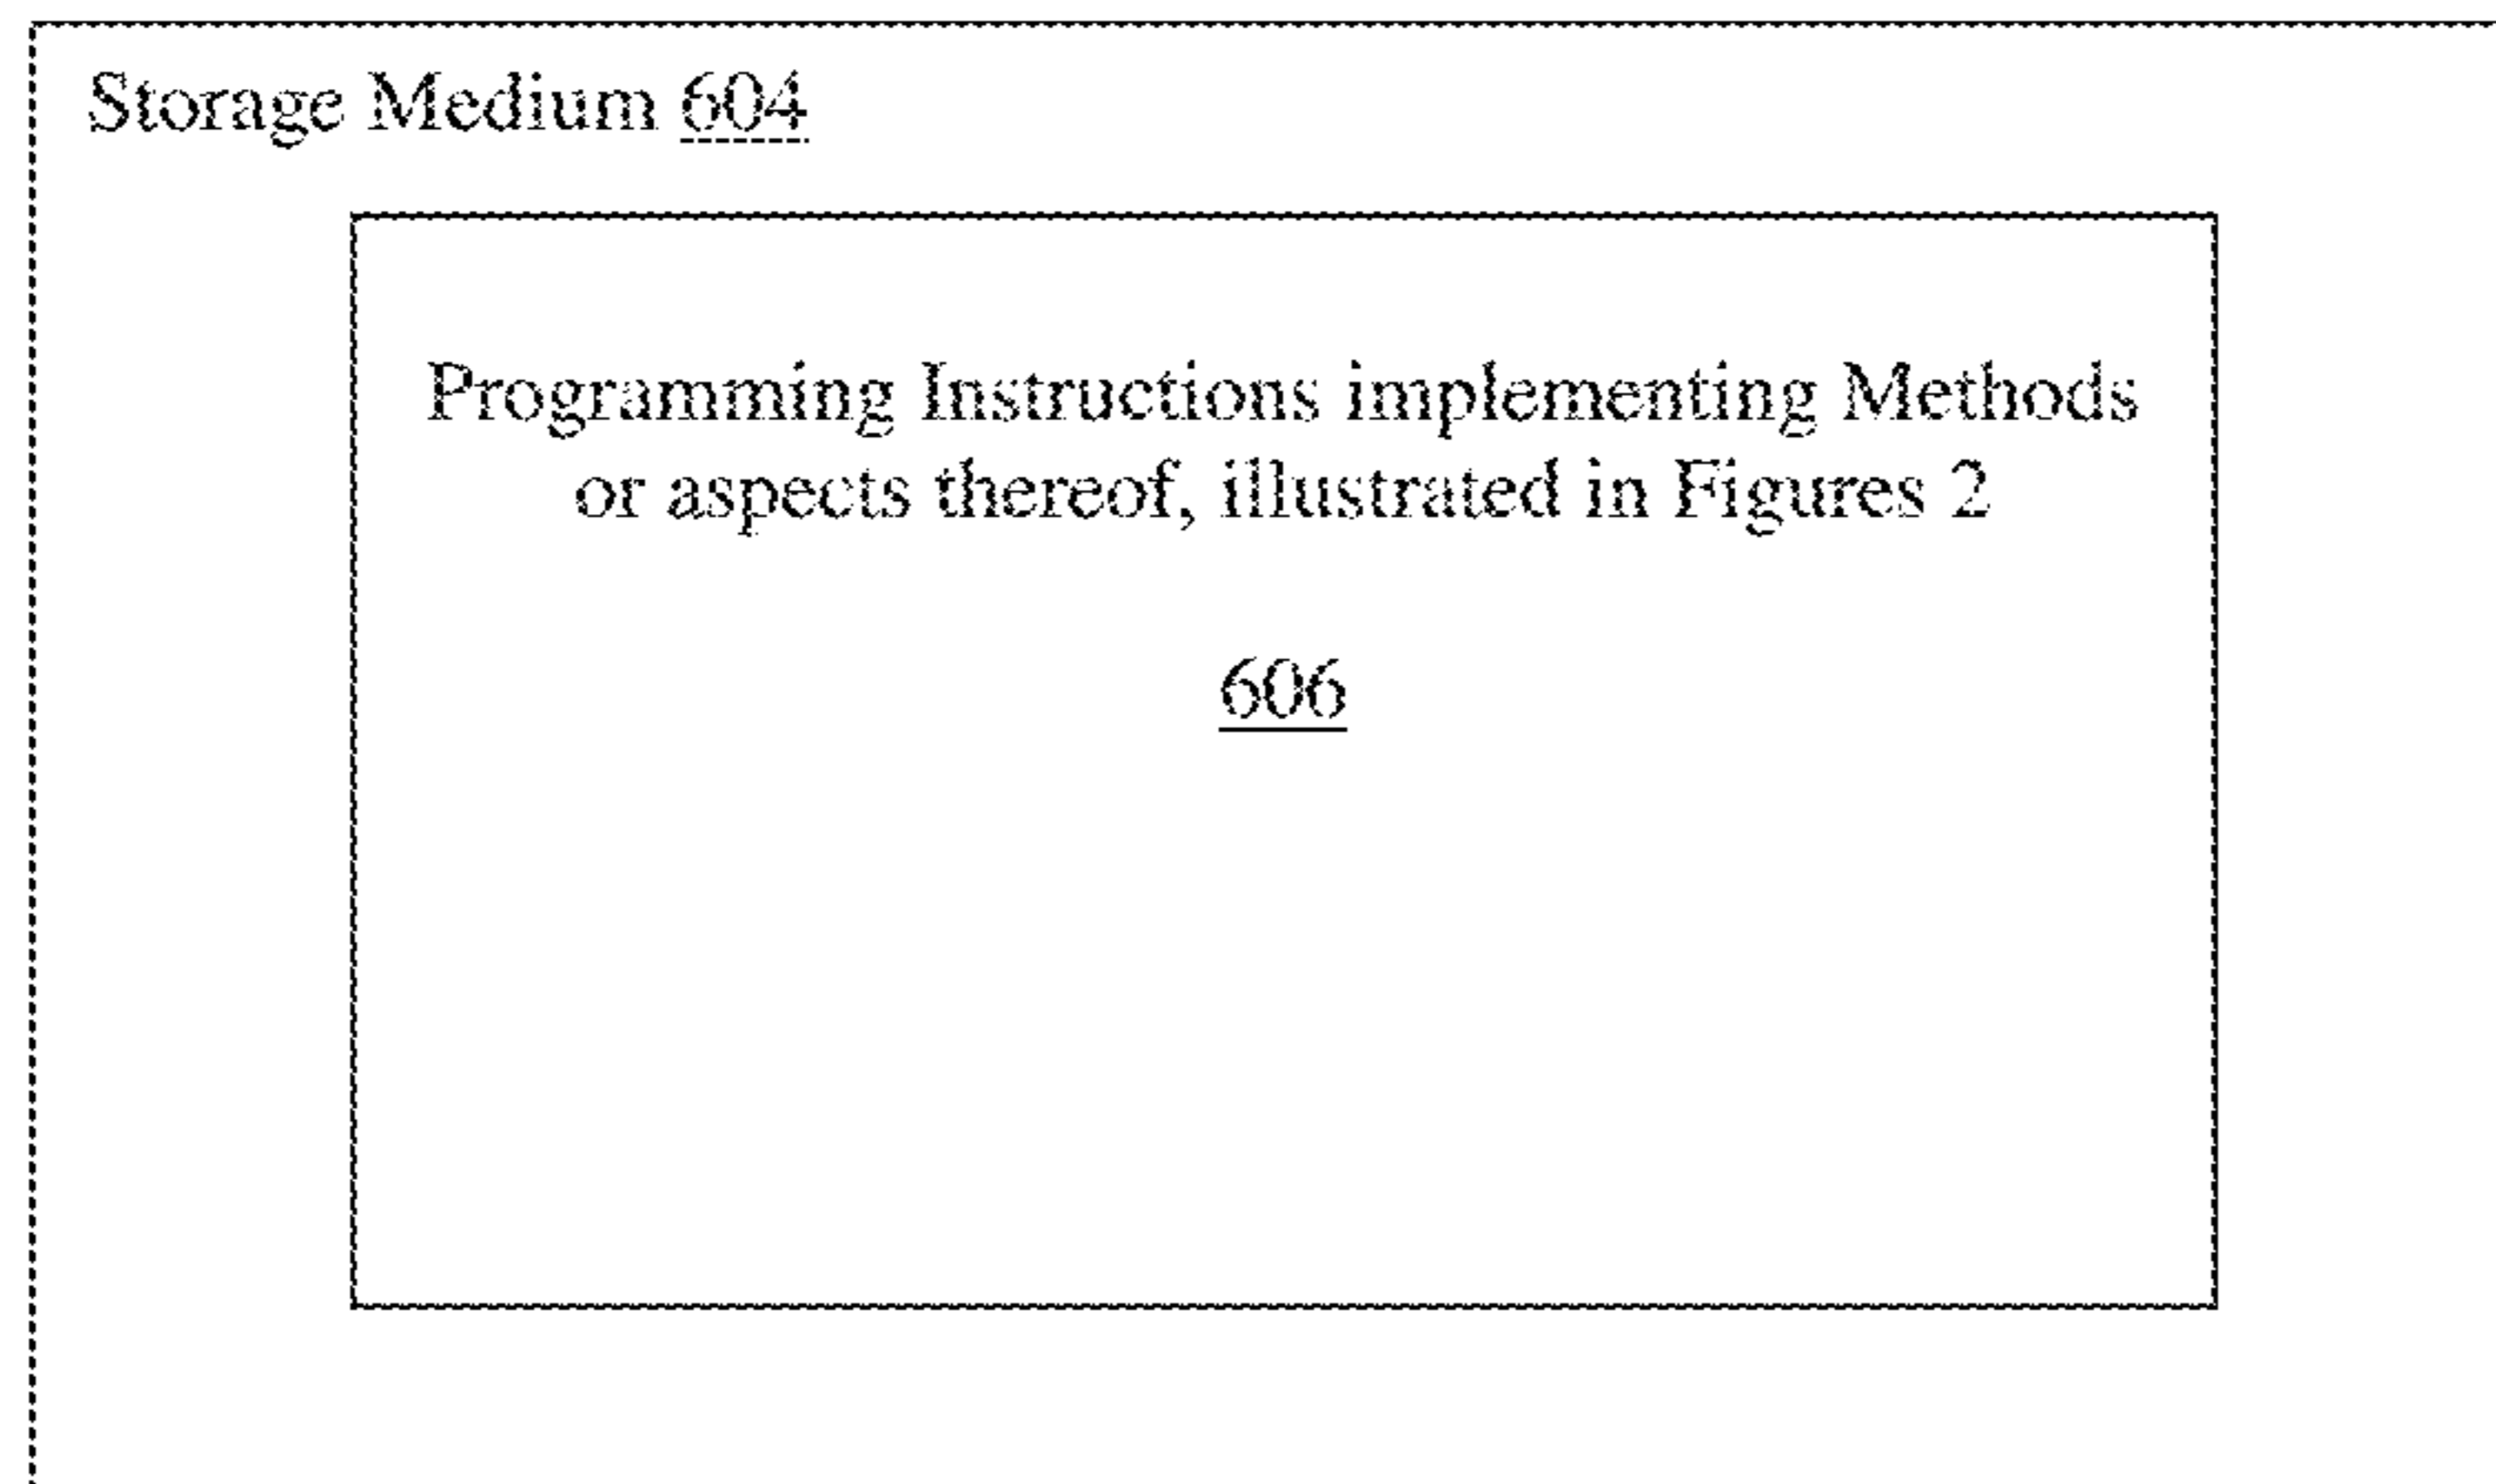 Storage Medium 604
Programming Instructions implementing Methods
or aspects thereof, illustrated in Figures 2
606